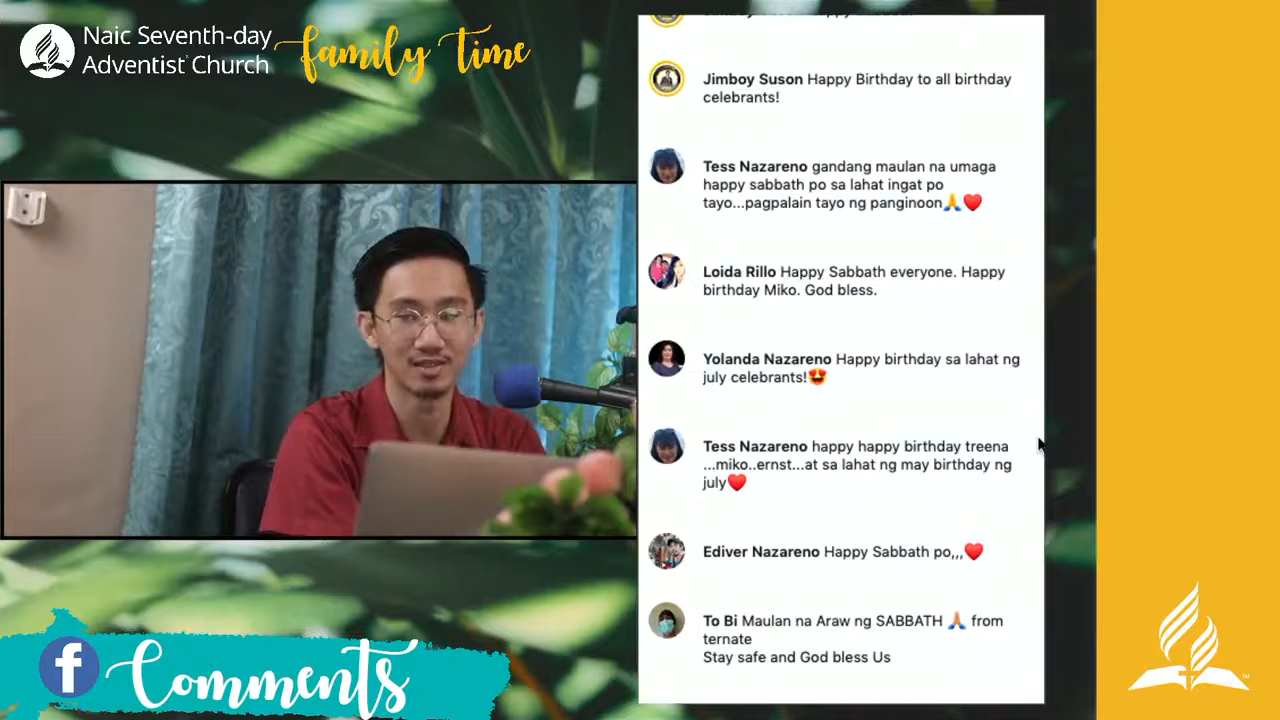 Naic Seventh-day
Adventist Church
family time
Jimboy Suson Happy Birthday to all birthday
celebrants!
Tess Nazareno gandang maulan na umaga
happy sabbath po sa lahat ingat po
tayo...pagpalain tayo ng panginoon🙏❤️
Loida Rillo Happy Sabbath everyone. Happy
birthday Miko. God bless.
Yolanda Nazareno Happy birthday sa lahat ng
july celebrants!😍
Tess Nazareno happy happy birthday treena
...miko..ernst...at sa lahat ng may birthday ng
july❤️
Ediver Nazareno Happy Sabbath po,,,❤️
To Bi Maulan na Araw ng SABBATH 🙏 from
ternate
Stay safe and God bless Us
f Comments